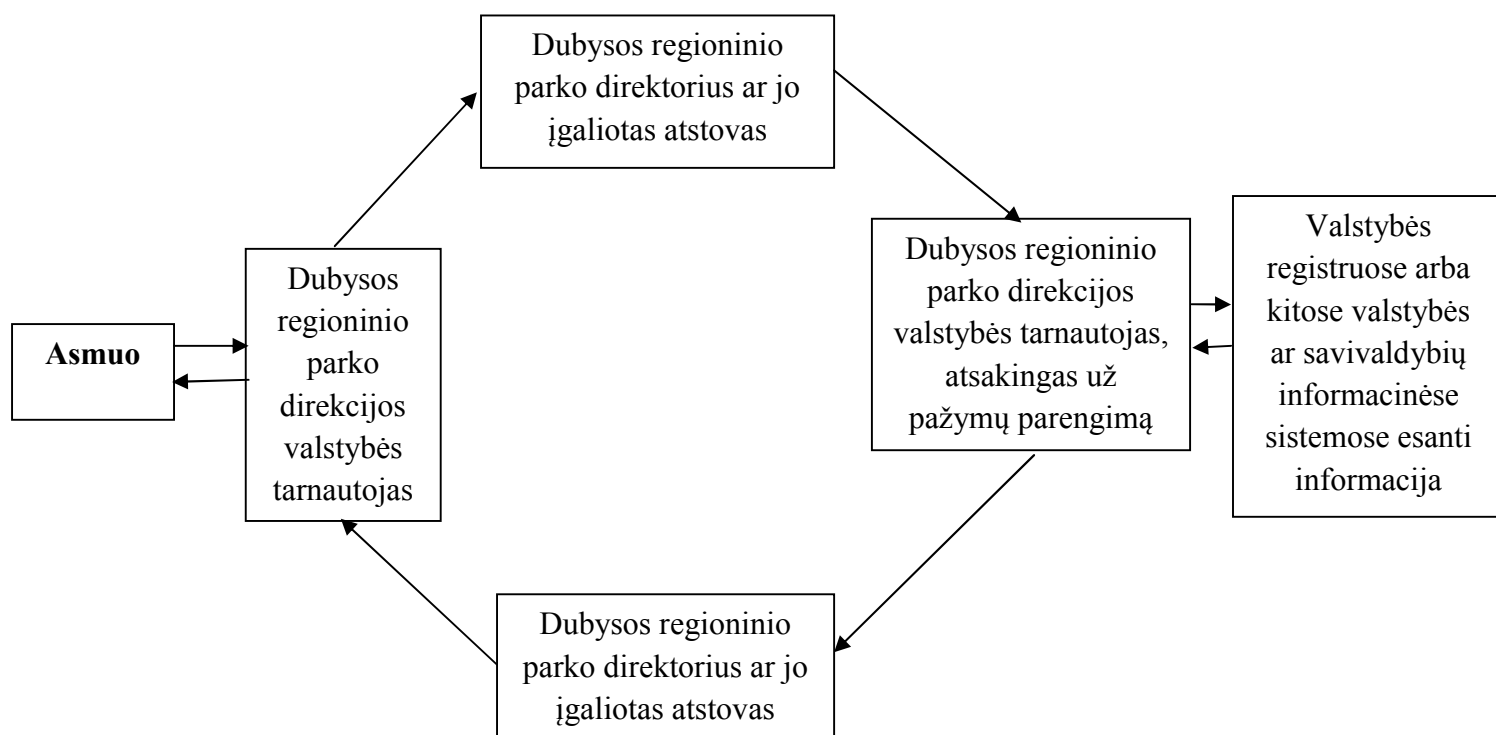 Dubysos regioninio
parko direktorius ar jo
įgaliotas atstovas
Asmuo
Dubysos
regioninio
parko
direkcijos
valstybės
tarnautojas
Dubysos regioninio
parko direkcijos
valstybės tarnautojas,
atsakingas už
pažymų parengimą
Valstybės
registruose arba
kitose valstybės
ar savivaldybių
informacinėse
sistemose esanti
informacija
Dubysos regioninio
parko direktorius ar jo
įgaliotas atstovas